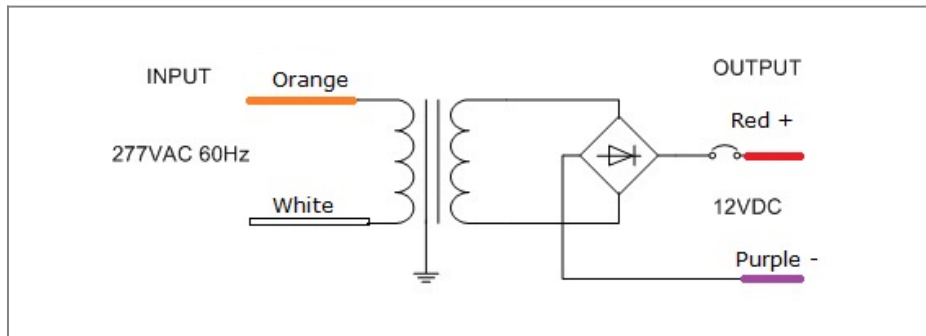 INPUT
Orange
277VAC 60Hz
White
OUTPUT
Red +
12VDC
Purple -